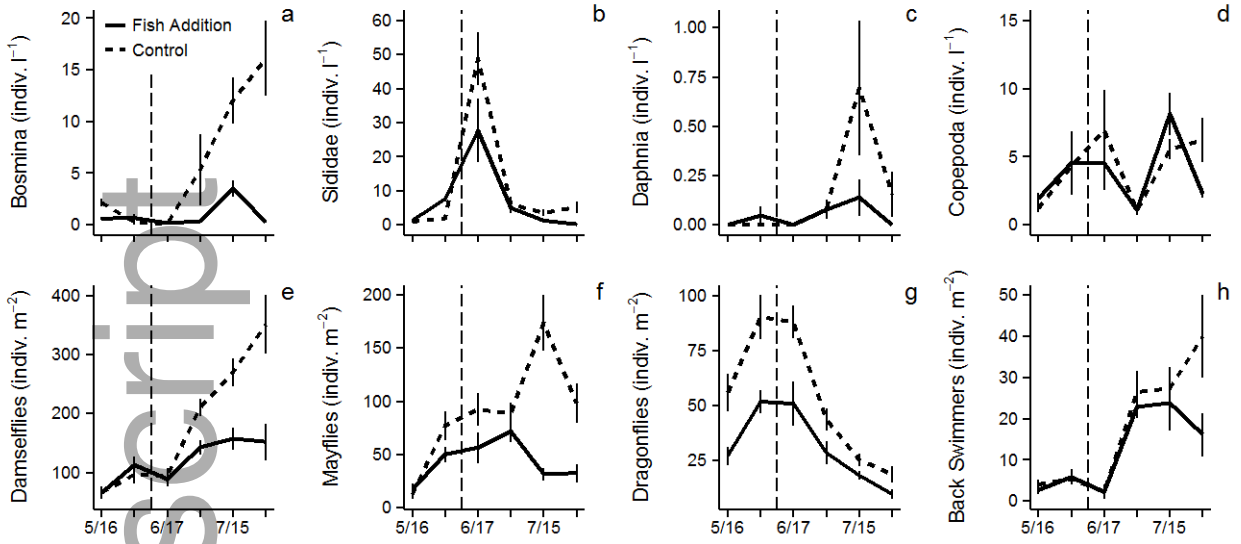 a
Fish Addition
Control
Bosmina (indiv. l⁻¹)
20
15
10
5
0
b
Sididae (indiv. l⁻¹)
60
50
40
30
20
10
0
c
Daphnia (indiv. l⁻¹)
1.00
0.75
0.50
0.25
0.00
d
Copepoda (indiv. l⁻¹)
15
10
5
0
e
Damselflies (indiv. m⁻²)
400
300
200
100
5/16 6/17 7/15
f
Mayflies (indiv. m⁻²)
200
150
100
50
0
5/16 6/17 7/15
g
Dragonflies (indiv. m⁻²)
100
75
50
25
5/16 6/17 7/15
h
Back Swimmers (indiv. m⁻²)
50
40
30
20
10
0
5/16 6/17 7/15
script